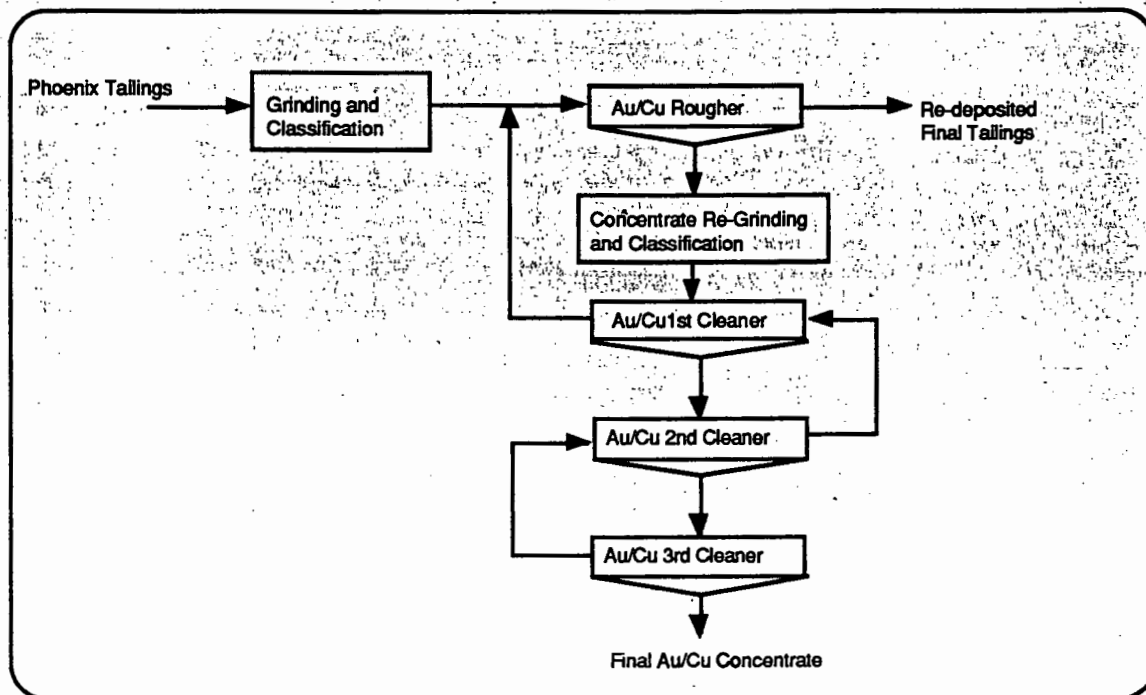 Phoenix Tailings
Grinding and
Classification
Au/Cu Rougher
Re-deposited
Final Tailings
Concentrate Re-Grinding
and Classification
Au/Cu1st Cleaner
Au/Cu 2nd Cleaner
Au/Cu 3rd Cleaner
Final Au/Cu Concentrate